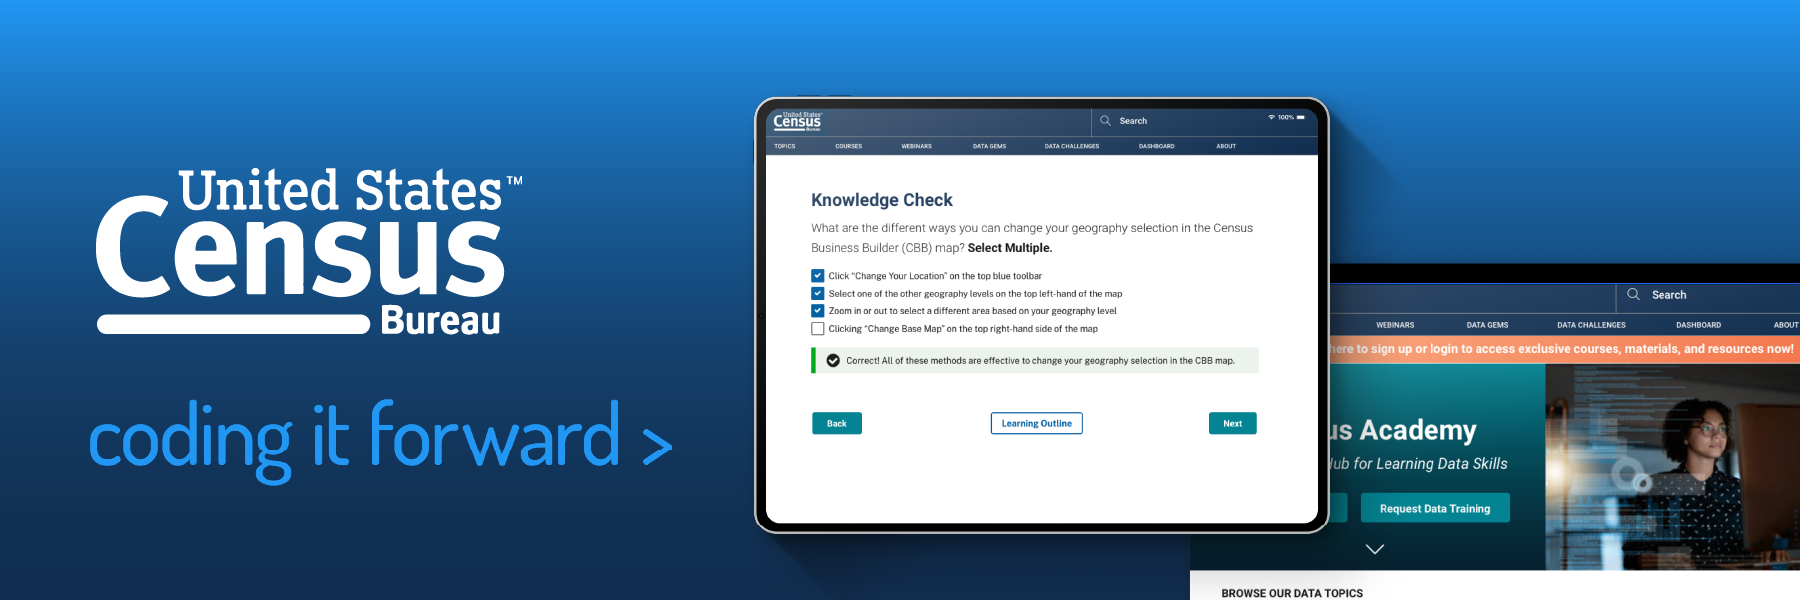 United States™
Census
Bureau
coding it forward >
United States™
Census
Bureau
Search
100%
TOPICS
COURSES
WEBINARS
DATA GEMS
DATA CHALLENGES
DASHBOARD
ABOUT
Knowledge Check
What are the different ways you can change your geography selection in the Census
Business Builder (CBB) map? Select Multiple.
Click “Change Your Location” on the top blue toolbar
Select one of the other geography levels on the top left-hand of the map
Zoom in or out to select a different area based on your geography level
Clicking “Change Base Map” on the top right-hand side of the map
Correct! All of these methods are effective to change your geography selection in the CBB map.
Back
Learning Outline
Next
Search
WEBINARS
DATA GEMS
DATA CHALLENGES
DASHBOARD
ABOUT
here to sign up or login to access exclusive courses, materials, and resources now!
us Academy
Hub for Learning Data Skills
Request Data Training
BROWSE OUR DATA TOPICS